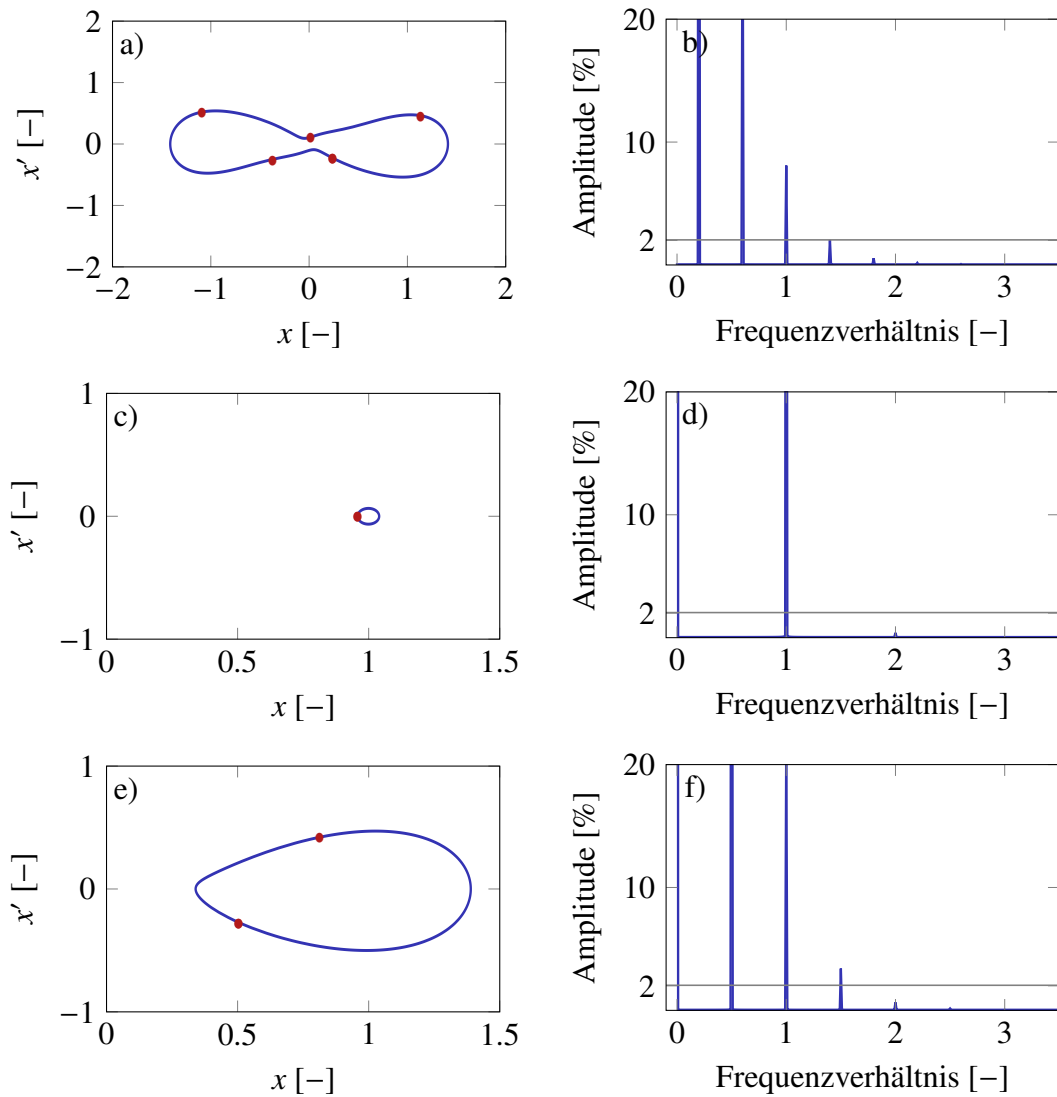 a)
2
1
0
−1
−2
−2
−1
0
1
2
x′ [−]
x [−]
b)
20
10
2
0
1
2
3
Amplitude [%]
Frequenzverhältnis [−]
c)
1
0
−1
0
0.5
1
1.5
x′ [−]
x [−]
d)
20
10
2
0
1
2
3
Amplitude [%]
Frequenzverhältnis [−]
e)
1
0
−1
0
0.5
1
1.5
x′ [−]
x [−]
f)
20
10
2
0
1
2
3
Amplitude [%]
Frequenzverhältnis [−]